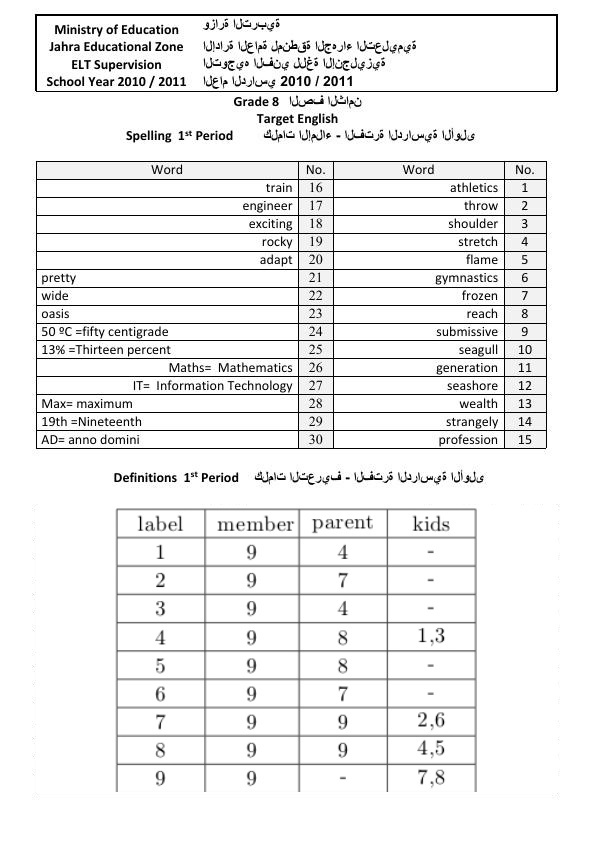 Ministry of Education وزارة التربية
Jahra Educational Zone الإدارة العامة لمنطقة الجهراء التعليمية
ELT Supervision التوجيه الفني للغة الإنجليزية
School Year 2010 / 2011 العام الدراسي 2010 / 2011
Grade 8 الصف الثامن
Target English
Spelling 1st Period كلمات الإملاء - الفترة الدراسية الأولى
Word No. Word No.
train 16 athletics 1
engineer 17 throw 2
exciting 18 shoulder 3
rocky 19 stretch 4
adapt 20 flame 5
pretty 21 gymnastics 6
wide 22 frozen 7
oasis 23 reach 8
50 ºC =fifty centigrade 24 submissive 9
13% =Thirteen percent 25 seagull 10
Maths= Mathematics 26 generation 11
IT= Information Technology 27 seashore 12
Max= maximum 28 wealth 13
19th =Nineteenth 29 strangely 14
AD= anno domini 30 profession 15
Definitions 1st Period كلمات التعريف - الفترة الدراسية الأولى
label member parent kids
1 9 4 -
2 9 7 -
3 9 4 -
4 9 8 1,3
5 9 8 -
6 9 7 -
7 9 9 2,6
8 9 9 4,5
9 9 - 7,8